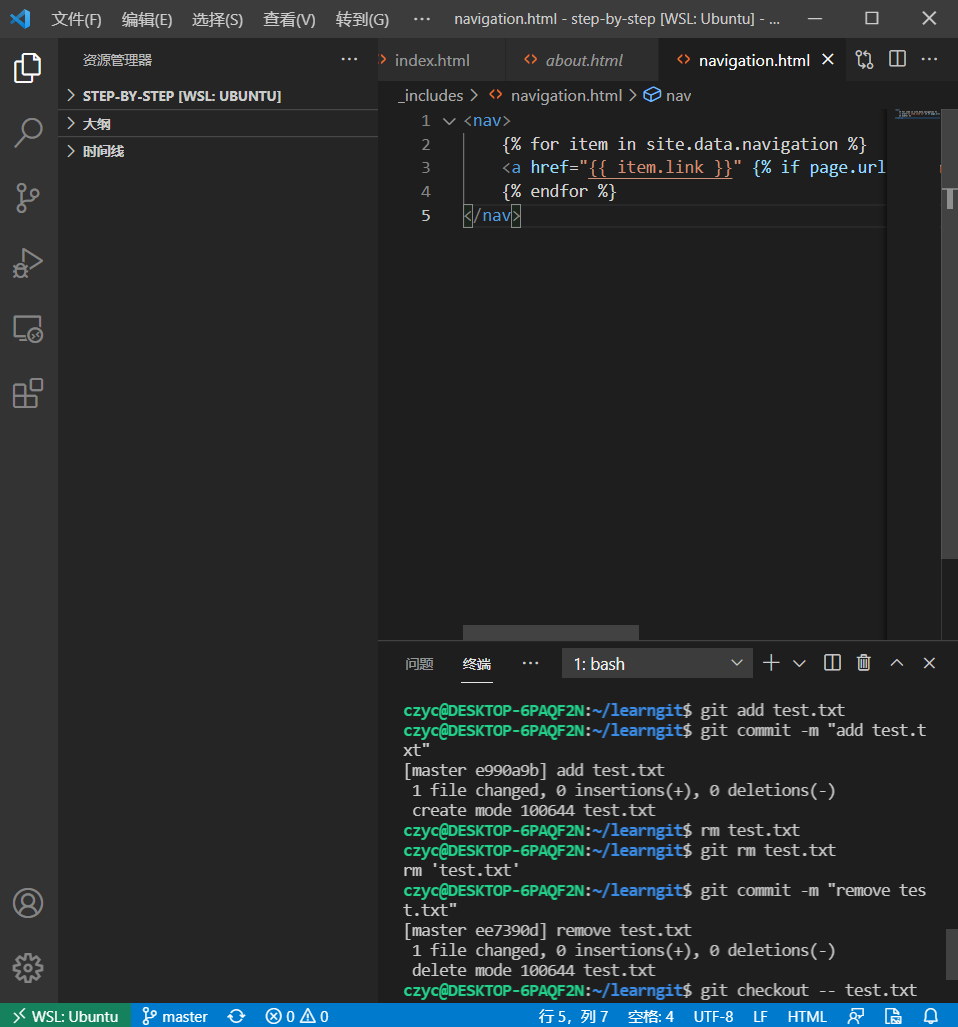 文件(F) 编辑(E) 选择(S) 查看(V) 转到(G) ··· navigation.html - step-by-step [WSL: Ubuntu] - ...
资源管理器 ···
STEP-BY-STEP [WSL: UBUNTU]
大纲
时间线
index.html about.html navigation.html
_includes > navigation.html > nav
1 <nav>
2 {% for item in site.data.navigation %}
3 <a href="{{ item.link }}" {% if page.url
4 {% endfor %}
5 </nav>
问题 终端 ··· 1: bash
czyc@DESKTOP-6PAQF2N:~/learngit$ git add test.txt
czyc@DESKTOP-6PAQF2N:~/learngit$ git commit -m "add test.t
xt"
[master e990a9b] add test.txt
1 file changed, 0 insertions(+), 0 deletions(-)
create mode 100644 test.txt
czyc@DESKTOP-6PAQF2N:~/learngit$ rm test.txt
czyc@DESKTOP-6PAQF2N:~/learngit$ git rm test.txt
rm 'test.txt'
czyc@DESKTOP-6PAQF2N:~/learngit$ git commit -m "remove tes
t.txt"
[master ee7390d] remove test.txt
1 file changed, 0 insertions(+), 0 deletions(-)
delete mode 100644 test.txt
czyc@DESKTOP-6PAQF2N:~/learngit$ git checkout -- test.txt
WSL: Ubuntu master 0 0 行 5，列 7 空格: 4 UTF-8 LF HTML